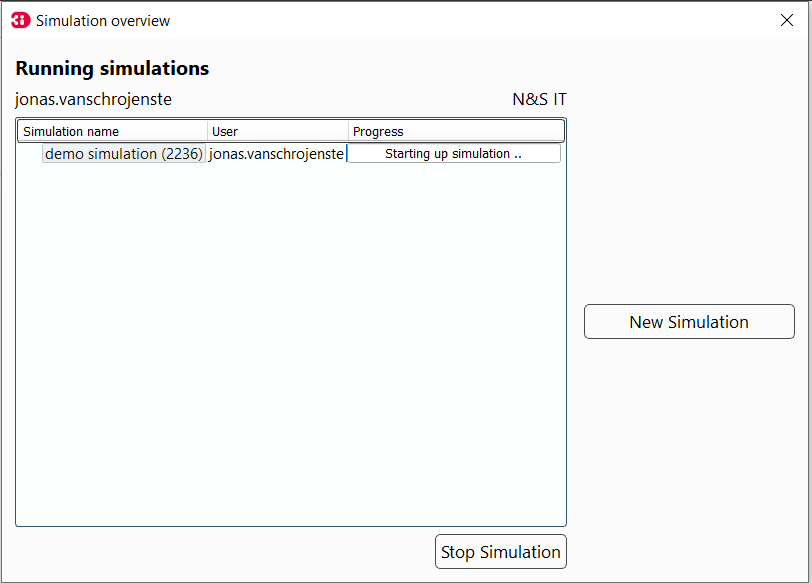 Simulation overview
Running simulations
jonas.vanschrojenste N&S IT
Simulation name User Progress
demo simulation (2236) jonas.vanschrojenste Starting up simulation ..
New Simulation
Stop Simulation